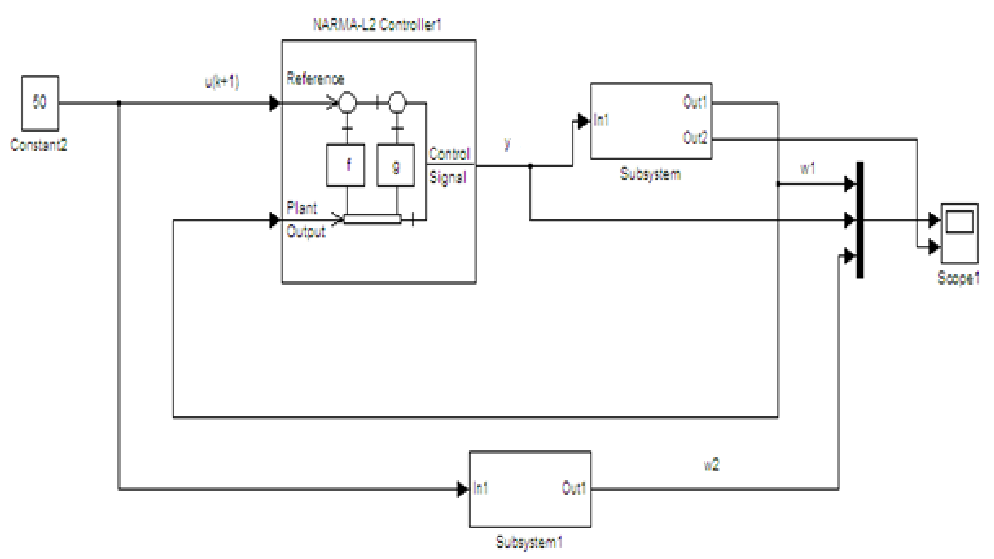 NARMA-L2 Controller1
50
Constant2
u(k+1)
Reference
f
g
Control
Signal
Plant
Output
y
In1
Out1
Out2
Subsystem
w1
Scope1
In1
Out1
Subsystem1
w2